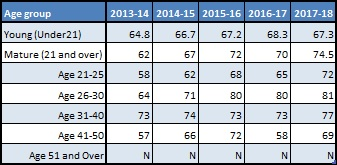 Age group 2013-14 2014-15 2015-16 2016-17 2017-18
Young (Under21) 64.8 66.7 67.2 68.3 67.3
Mature (21 and over) 62 67 72 70 74.5
Age 21-25 58 62 68 65 72
Age 26-30 64 71 80 80 81
Age 31-40 73 74 73 73 77
Age 41-50 57 66 72 58 69
Age 51 and Over N N N N N